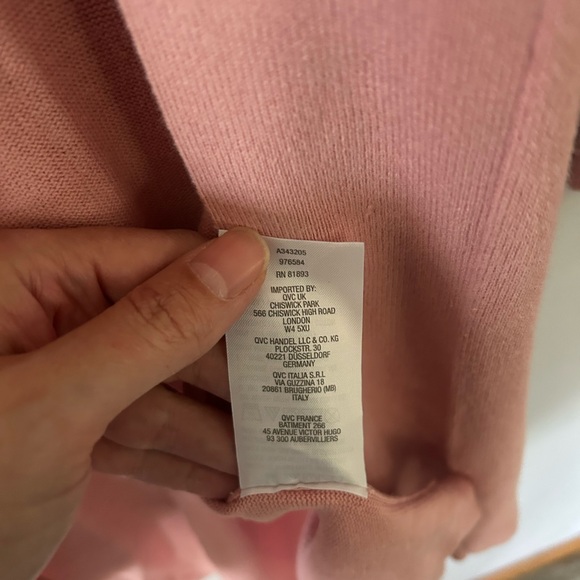 A343205
976584
RN 81893
IMPORTED BY:
QVC UK
CHISWICK PARK
566 CHISWICK HIGH ROAD
LONDON
W4 5XU
QVC HANDEL LLC & CO. KG
PLOCKSTR. 30
40221 DÜSSELDORF
GERMANY
QVC ITALIA S.R.L
VIA GUZZINA 18
20861 BRUGHERIO (MB)
ITALY
QVC FRANCE
BATIMENT 266
45 AVENUE VICTOR HUGO
93 300 AUBERVILLIERS